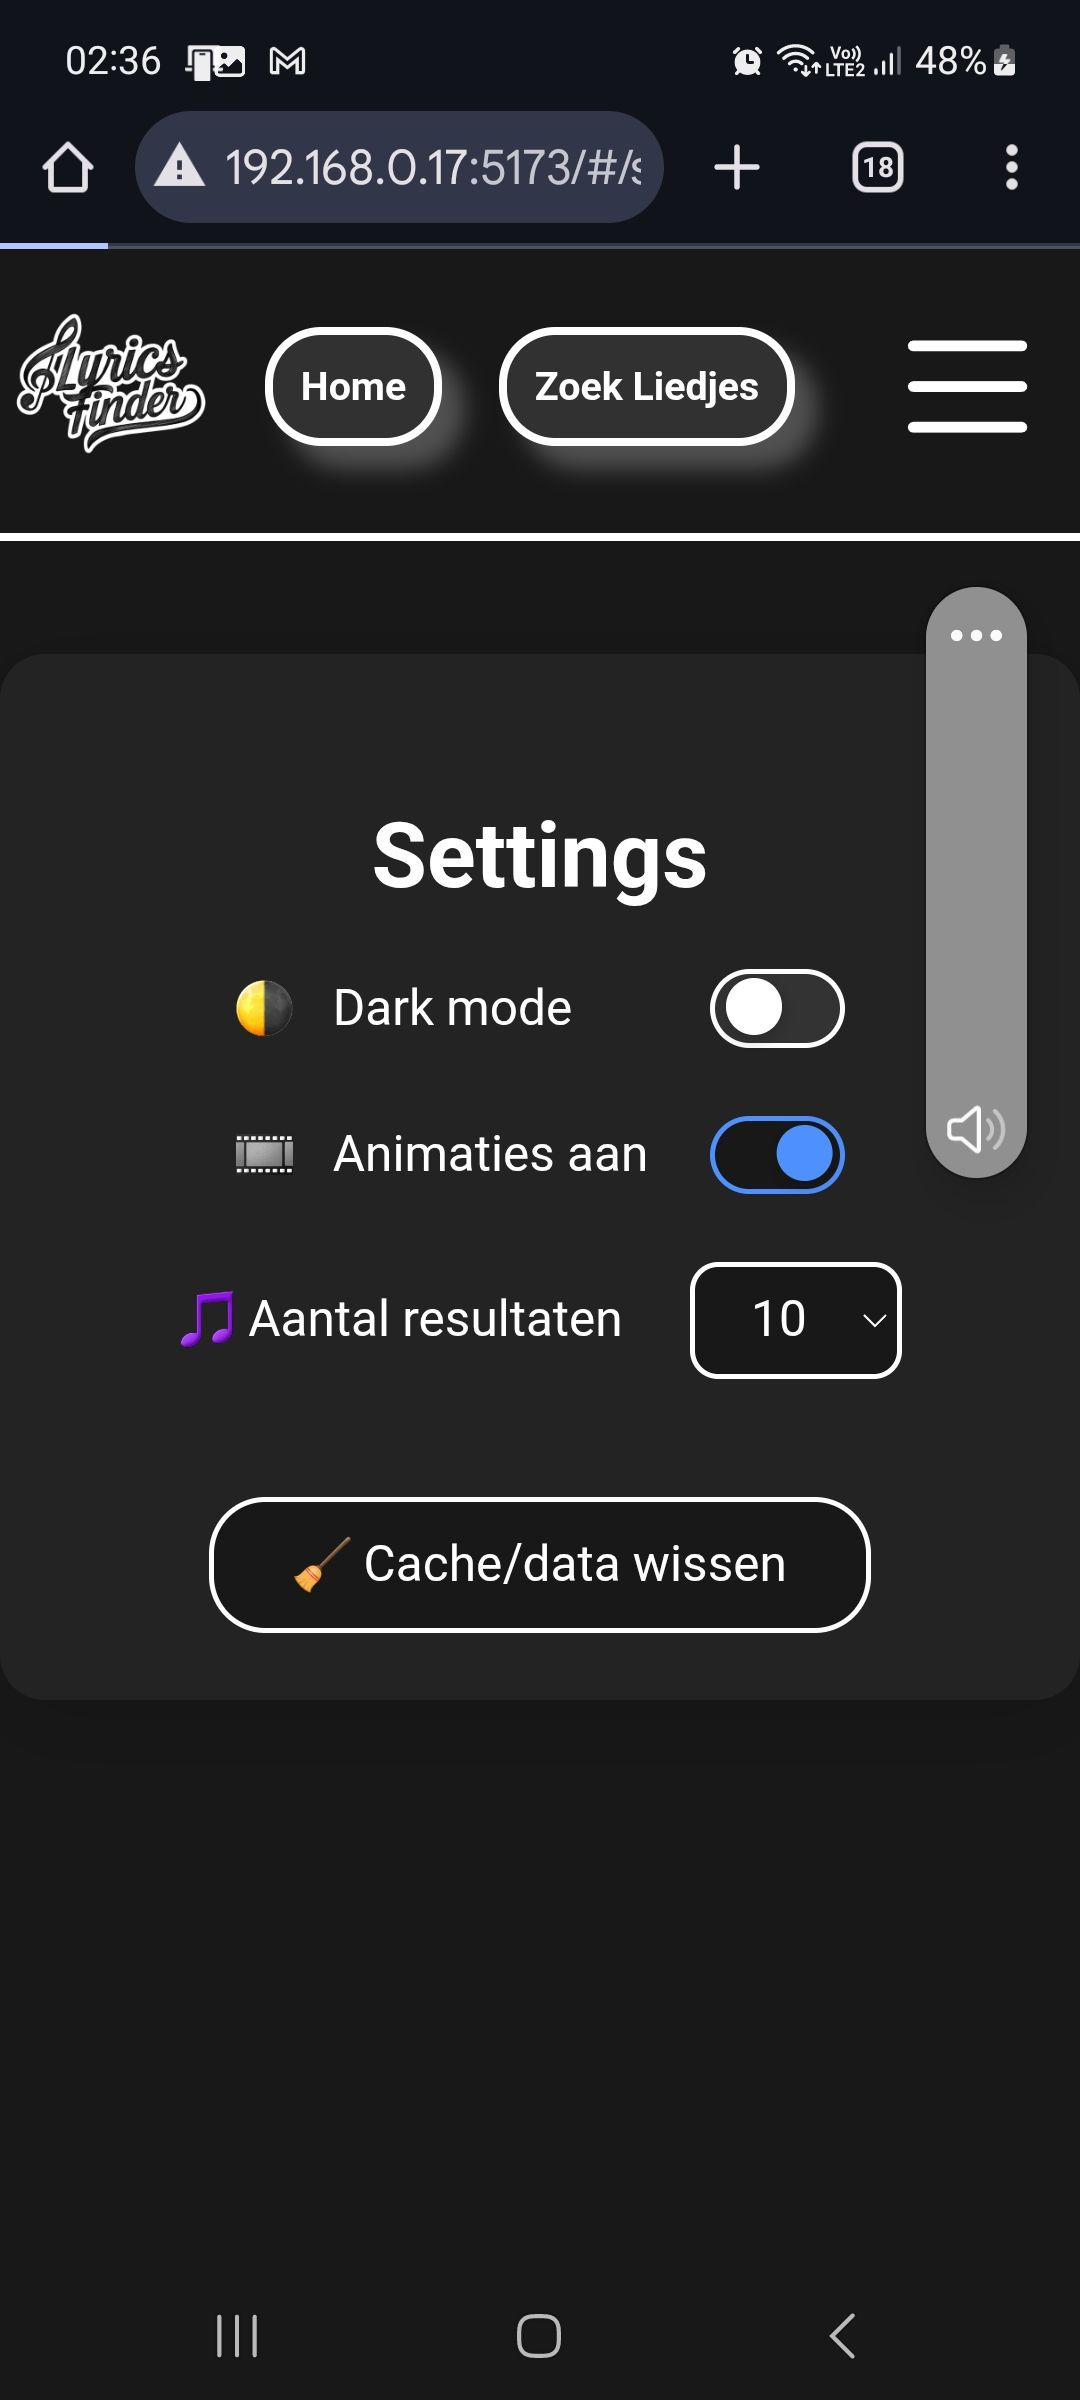 02:36
Vo))
LTE2
48%
192.168.0.17:5173/#/s
18
Lyrics
Finder
Home
Zoek Liedjes
Settings
Dark mode
Animaties aan
Aantal resultaten
10
Cache/data wissen